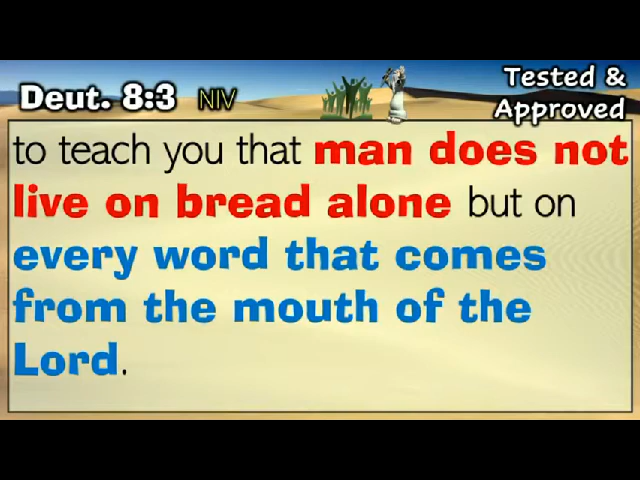 Deut. 8:3 NIV
Tested &
Approved
to teach you that man does not
live on bread alone but on
every word that comes
from the mouth of the
Lord.